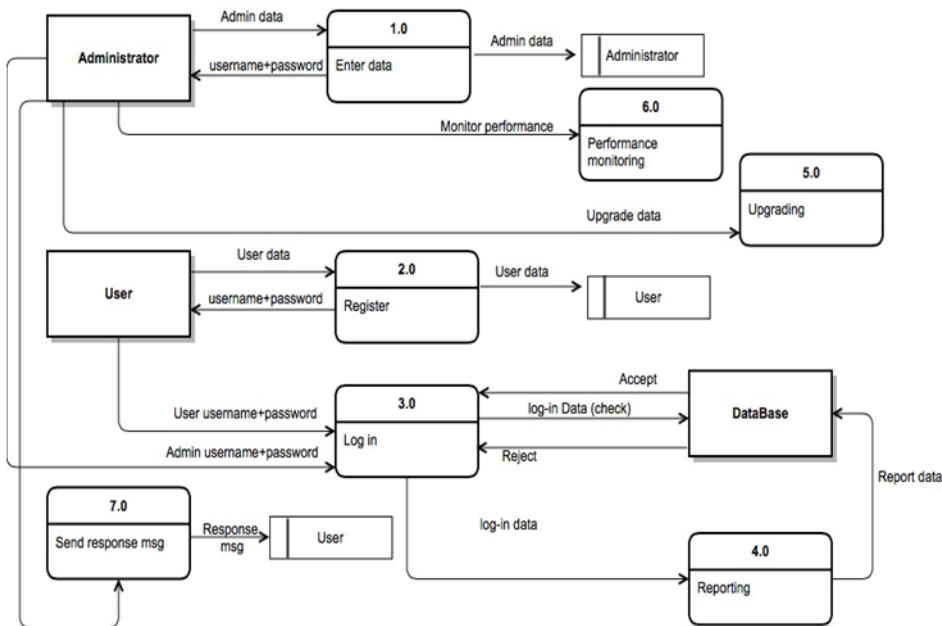 Admin data
1.0
Administrator
Enter data
username+password
Admin data
Administrator
Monitor performance
6.0
Performance
monitoring
5.0
Upgrading
Upgrade data
User data
2.0
User
Register
username+password
User data
User
Accept
3.0
log-in Data (check)
DataBase
User username+password
Log in
Admin username+password
Reject
Report data
7.0
Send response msg
Response
msg
User
log-in data
4.0
Reporting